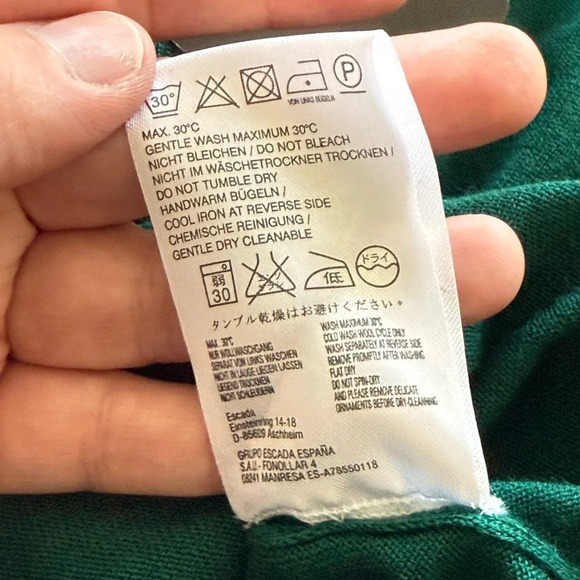 30°
P
VON LINKS BÜGELN
MAX. 30°C
GENTLE WASH MAXIMUM 30°C
NICHT BLEICHEN / DO NOT BLEACH
NICHT IM WÄSCHETROCKNER TROCKNEN /
DO NOT TUMBLE DRY
HANDWARM BÜGELN /
COOL IRON AT REVERSE SIDE
CHEMISCHE REINIGUNG /
GENTLE DRY CLEANABLE
弱
30
低
ドライ
タンブル乾燥はお避けください。
MAX. 30°C
NUR WOLLWASCHGANG
SEPARAT VON LINKS WASCHEN
NICHT IN LAUGE LIEGEN LASSEN
LIEGEND TROCKNEN
NICHT SCHLEUDERN
WASH MAXIMUM 30°C
COLD WASH WOOL CYCLE ONLY
WASH SEPARATELY AT REVERSE SIDE
REMOVE PROMPTLY AFTER WASHING
FLAT DRY
DO NOT SPIN-DRY
AND PLEASE REMOVE DELICATE
ORNAMENTS BEFORE DRY-CLEANNING
Escada
Einsteinring 14-18
D-85609 Aschheim
GRUPO ESCADA ESPAÑA
S.A.U.- FONOLLAR 4
08241 MANRESA ES-A78550118